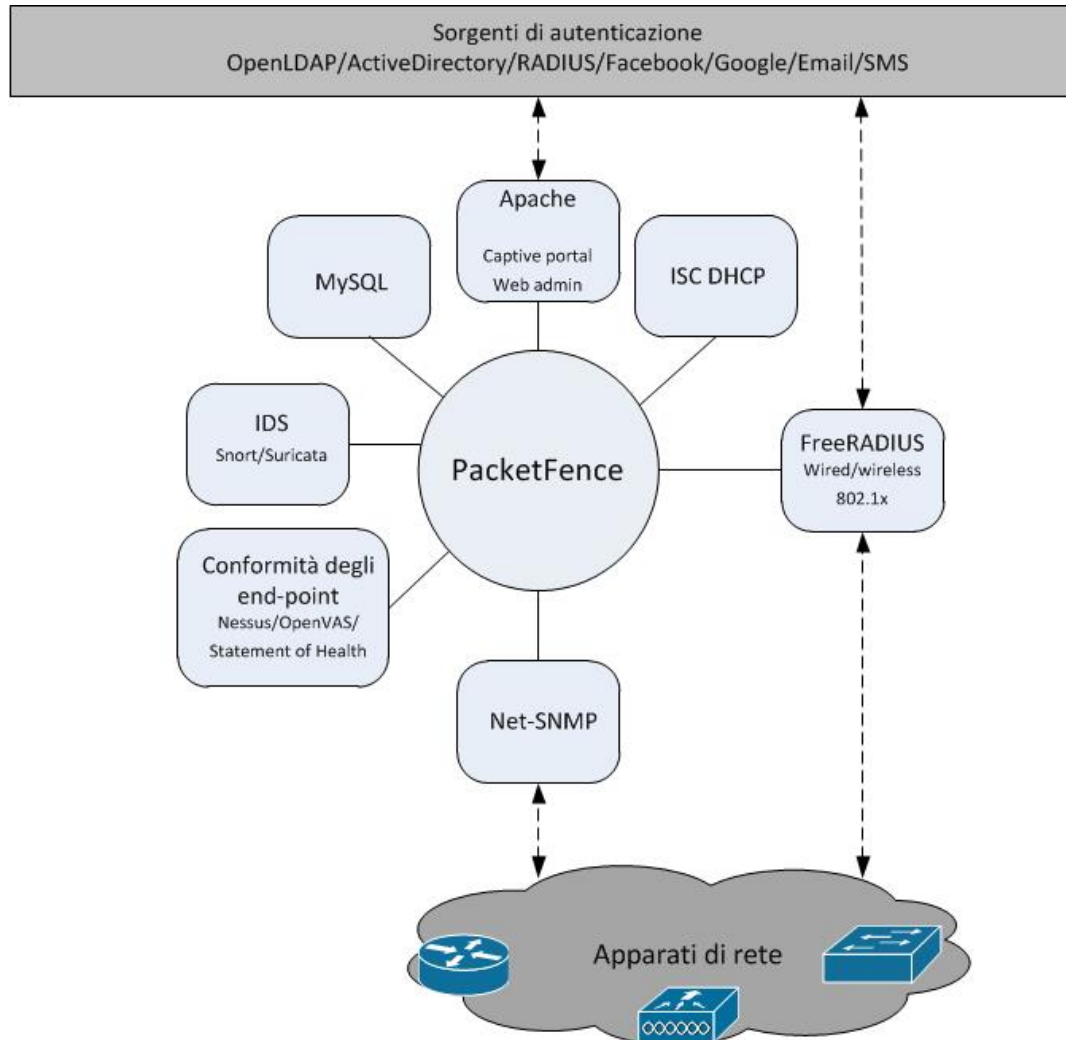 Sorgenti di autenticazione
OpenLDAP/ActiveDirectory/RADIUS/Facebook/Google/Email/SMS
Apache
Captive portal
Web admin
MySQL
ISC DHCP
IDS
Snort/Suricata
PacketFence
FreeRADIUS
Wired/wireless
802.1x
Conformità degli
end-point
Nessus/OpenVAS/
Statement of Health
Net-SNMP
Apparati di rete